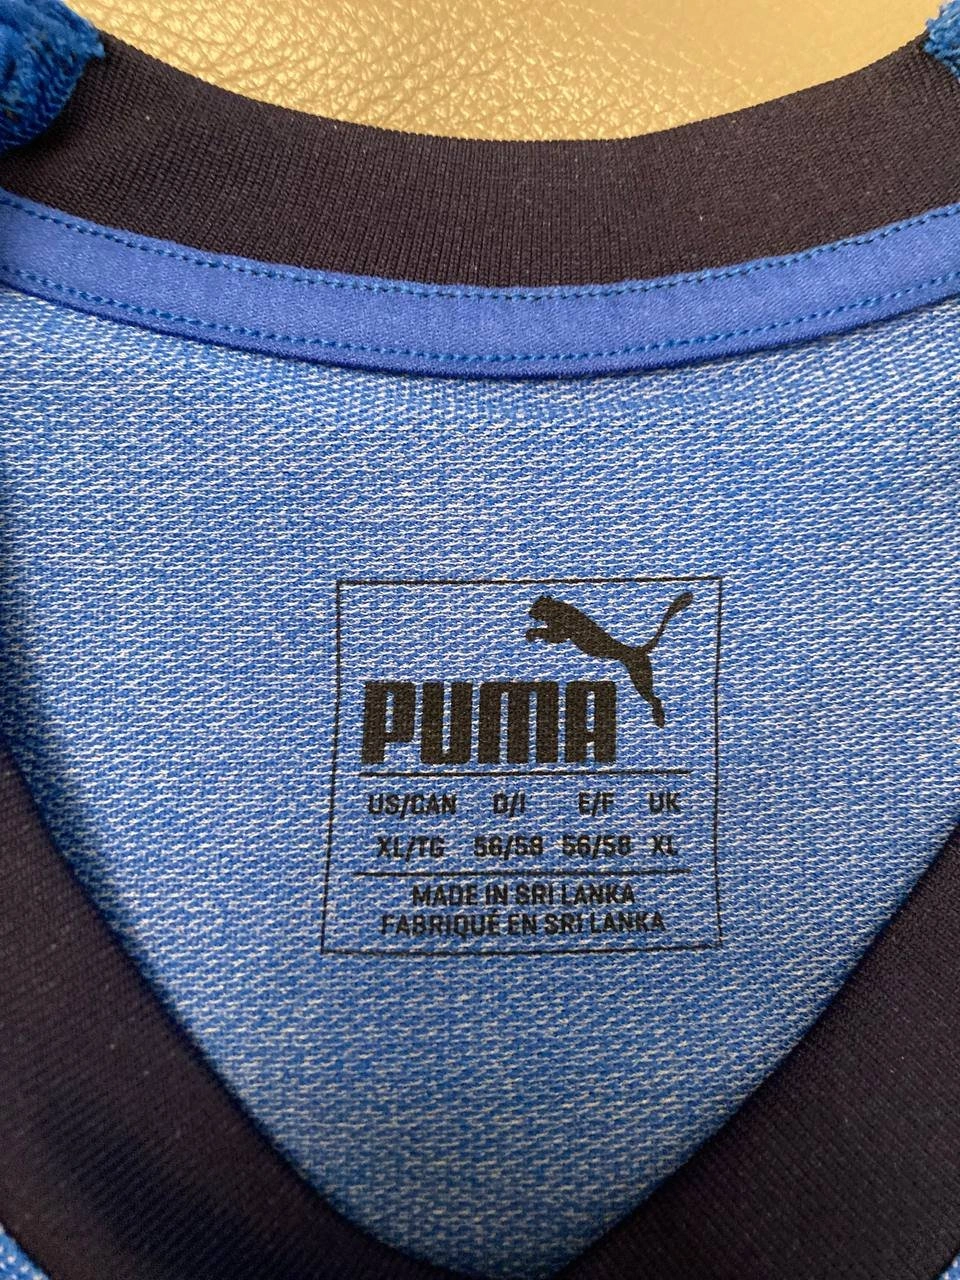 PUMA
US/CAN D/I E/F UK
XL/TG 56/58 56/58 XL
MADE IN SRI LANKA
FABRIQUÉ EN SRI LANKA